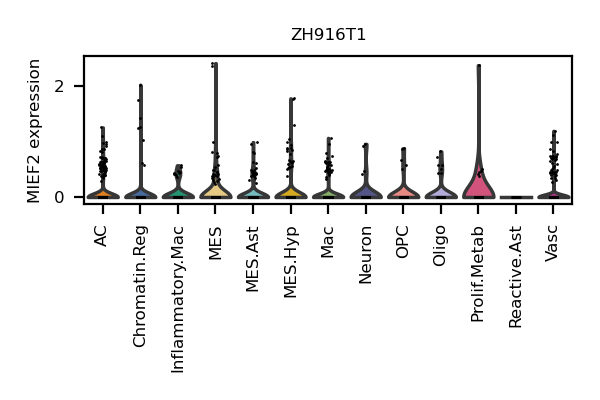 ZH916T1
MIEF2 expression
2
0
AC
Chromatin.Reg
Inflammatory.Mac
MES
MES.Ast
MES.Hyp
Mac
Neuron
OPC
Oligo
Prolif.Metab
Reactive.Ast
Vasc